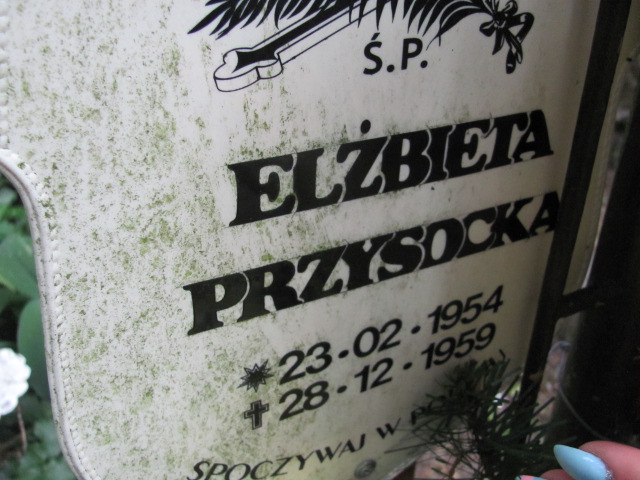 Ś.P.
ELŻBIETA
PRZYSOCKA
23·02·1954
28·12·1959
SPOCZYWAJ W